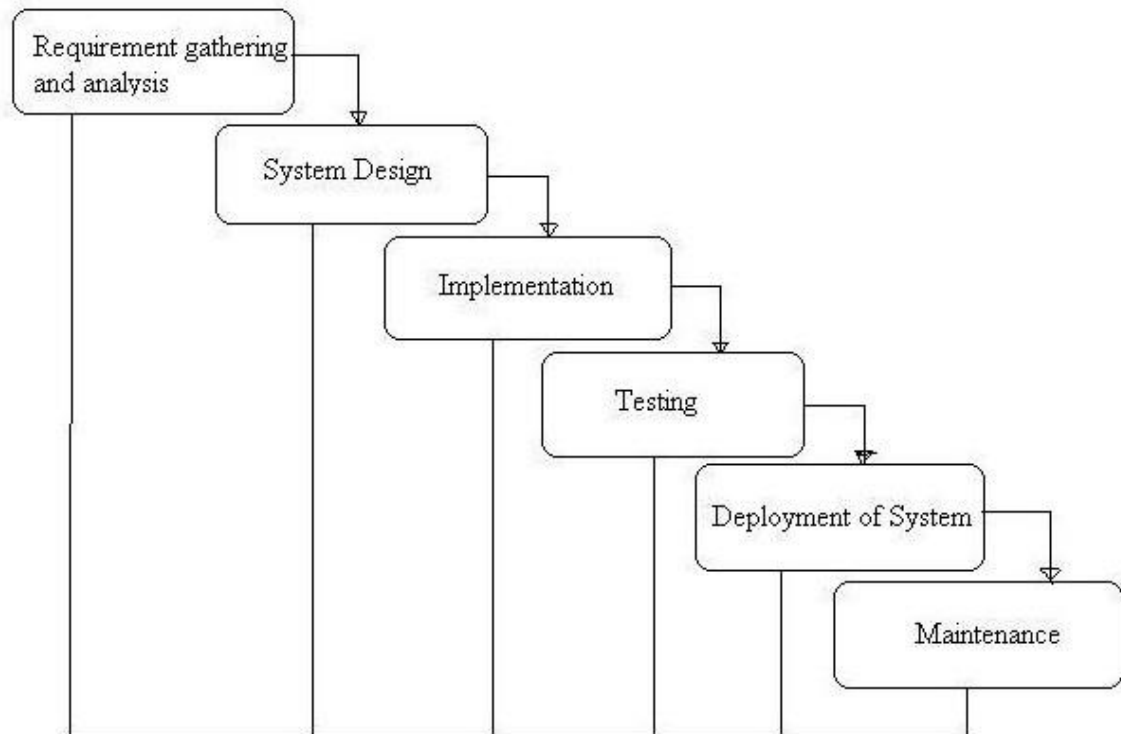 Requirement gathering
and analysis
System Design
Implementation
Testing
Deployment of System
Maintenance